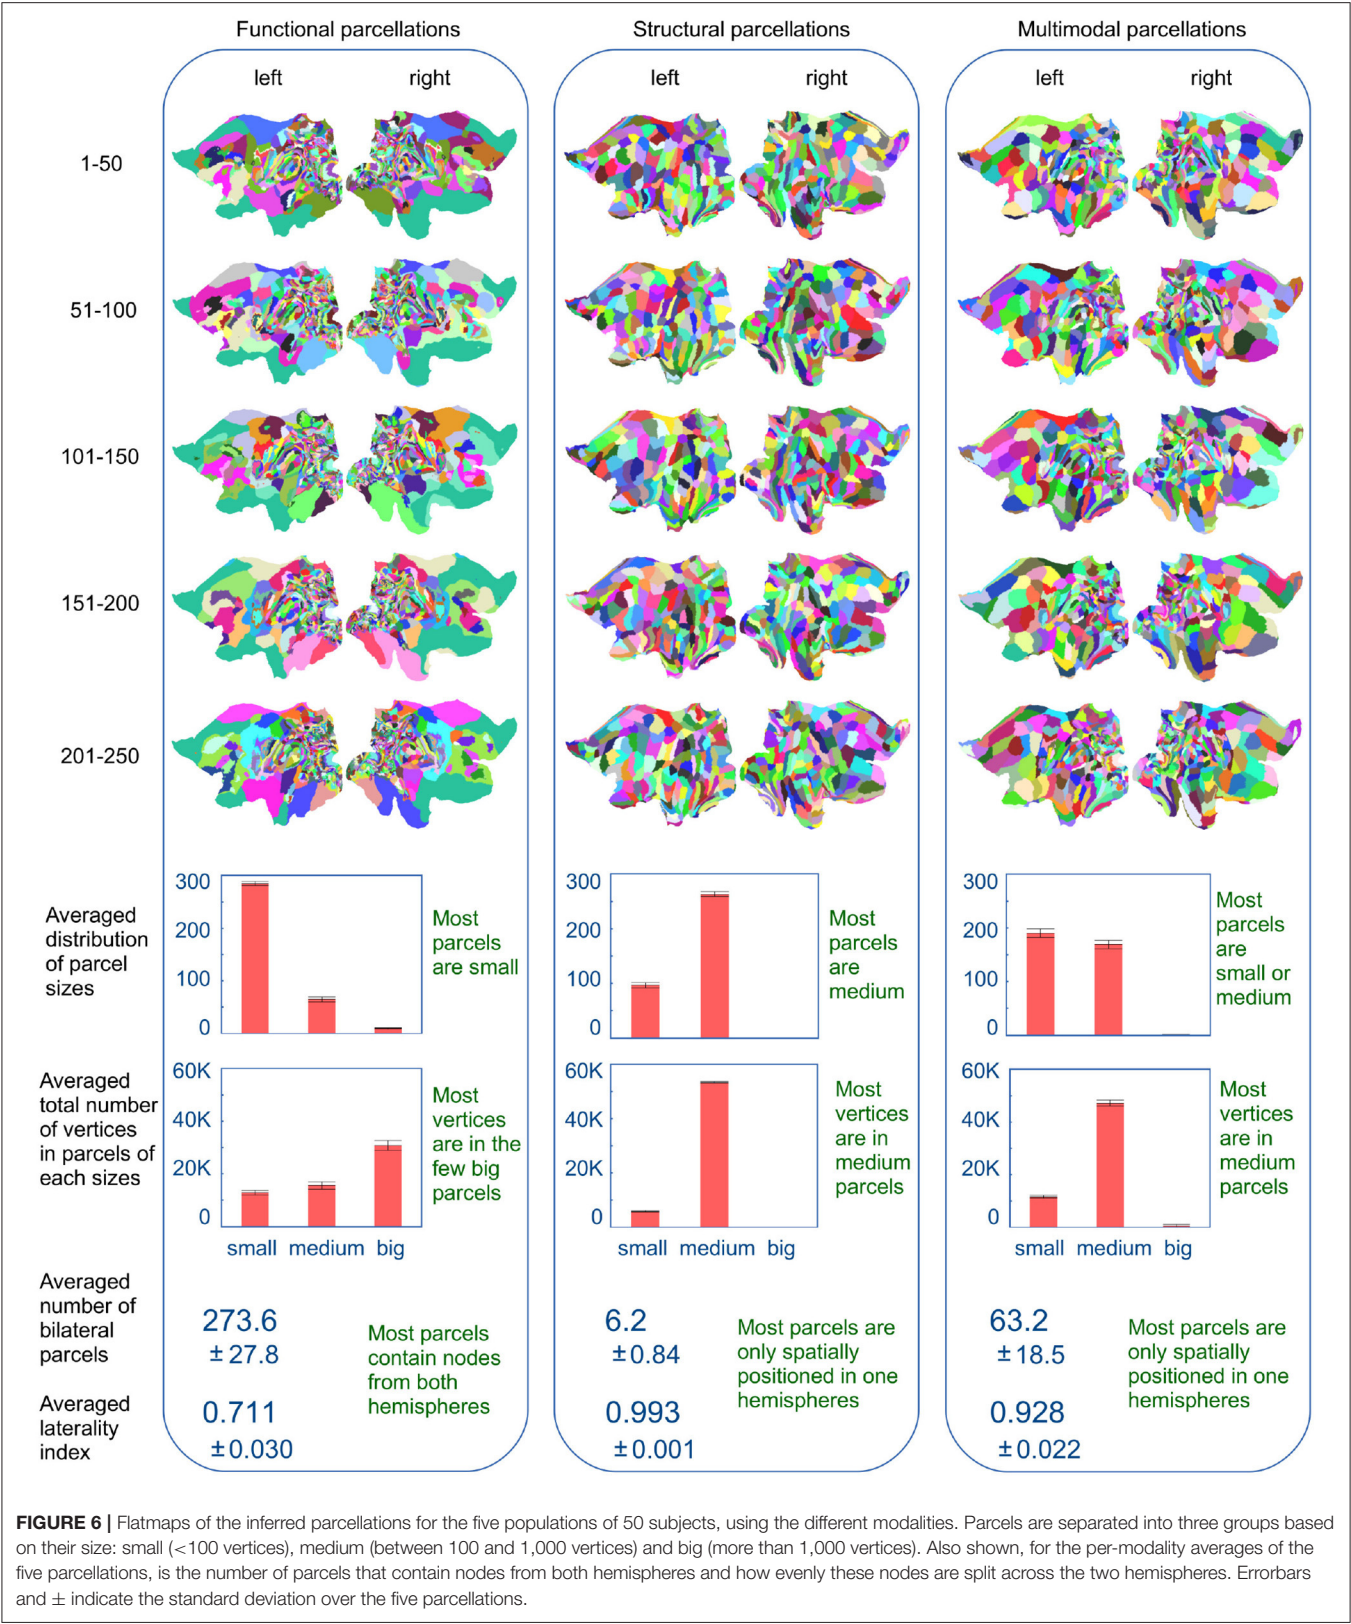 Functional parcellations
Structural parcellations
Multimodal parcellations
left
right
left
right
left
right
1-50
51-100
101-150
151-200
201-250
Averaged
distribution
of parcel
sizes
300
200
100
0
Most
parcels
are small
300
200
100
0
Most
parcels
are
medium
300
200
100
0
Most
parcels
are
small or
medium
Averaged
total number
of vertices
in parcels of
each sizes
60K
40K
20K
0
small medium big
Most
vertices
are in the
few big
parcels
60K
40K
20K
0
small medium big
Most
vertices
are in
medium
parcels
60K
40K
20K
0
small medium big
Most
vertices
are in
medium
parcels
Averaged
number of
bilateral
parcels
273.6
±27.8
6.2
±0.84
63.2
±18.5
Averaged
laterality
index
0.711
±0.030
Most parcels
contain nodes
from both
hemispheres
0.993
±0.001
Most parcels are
only spatially
positioned in one
hemispheres
0.928
±0.022
Most parcels are
only spatially
positioned in one
hemispheres
FIGURE 6 | Flatmaps of the inferred parcellations for the five populations of 50 subjects, using the different modalities. Parcels are separated into three groups based
on their size: small (<100 vertices), medium (between 100 and 1,000 vertices) and big (more than 1,000 vertices). Also shown, for the per-modality averages of the
five parcellations, is the number of parcels that contain nodes from both hemispheres and how evenly these nodes are split across the two hemispheres. Errorbars
and ± indicate the standard deviation over the five parcellations.